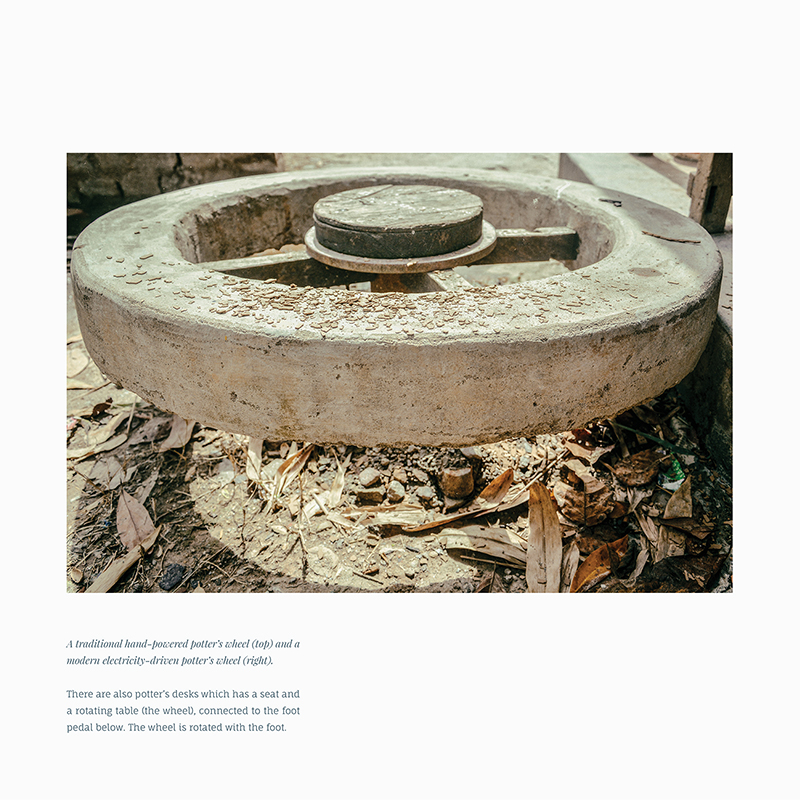 A traditional hand-powered potter's wheel (top) and a
modern electricity-driven potter's wheel (right).
There are also potter's desks which has a seat and
a rotating table (the wheel), connected to the foot
pedal below. The wheel is rotated with the foot.